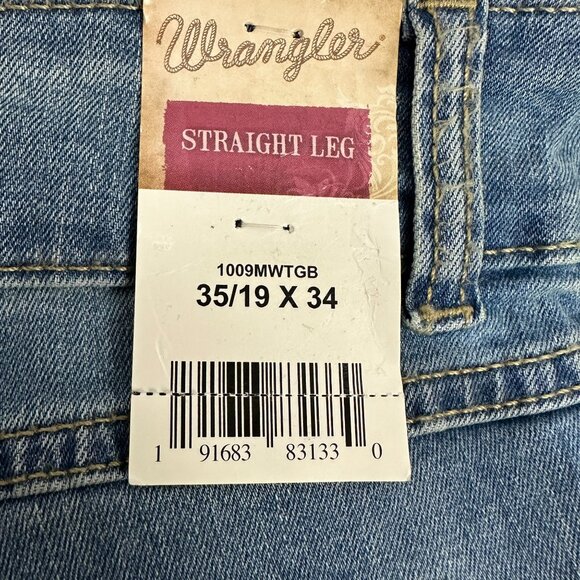 Wrangler®
STRAIGHT LEG
1009MWTGB
35/19 X 34
1 91683 83133 0